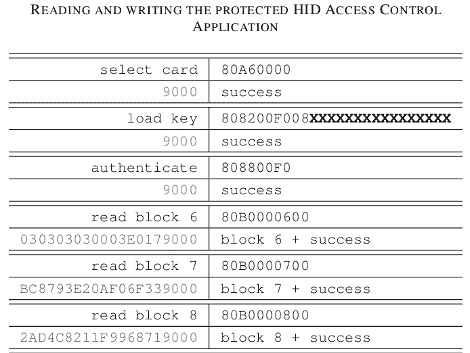 READING AND WRITING THE PROTECTED HID ACCESS CONTROL
APPLICATION
select card 80A60000
9000 success
load key 808200F008XXXXXXXXXXXXXXXX
9000 success
authenticate 808800F0
9000 success
read block 6 80B0000600
030303030003E0179000 block 6 + success
read block 7 80B0000700
BC8793E20AF06F339000 block 7 + success
read block 8 80B0000800
2AD4C8211F9968719000 block 8 + success